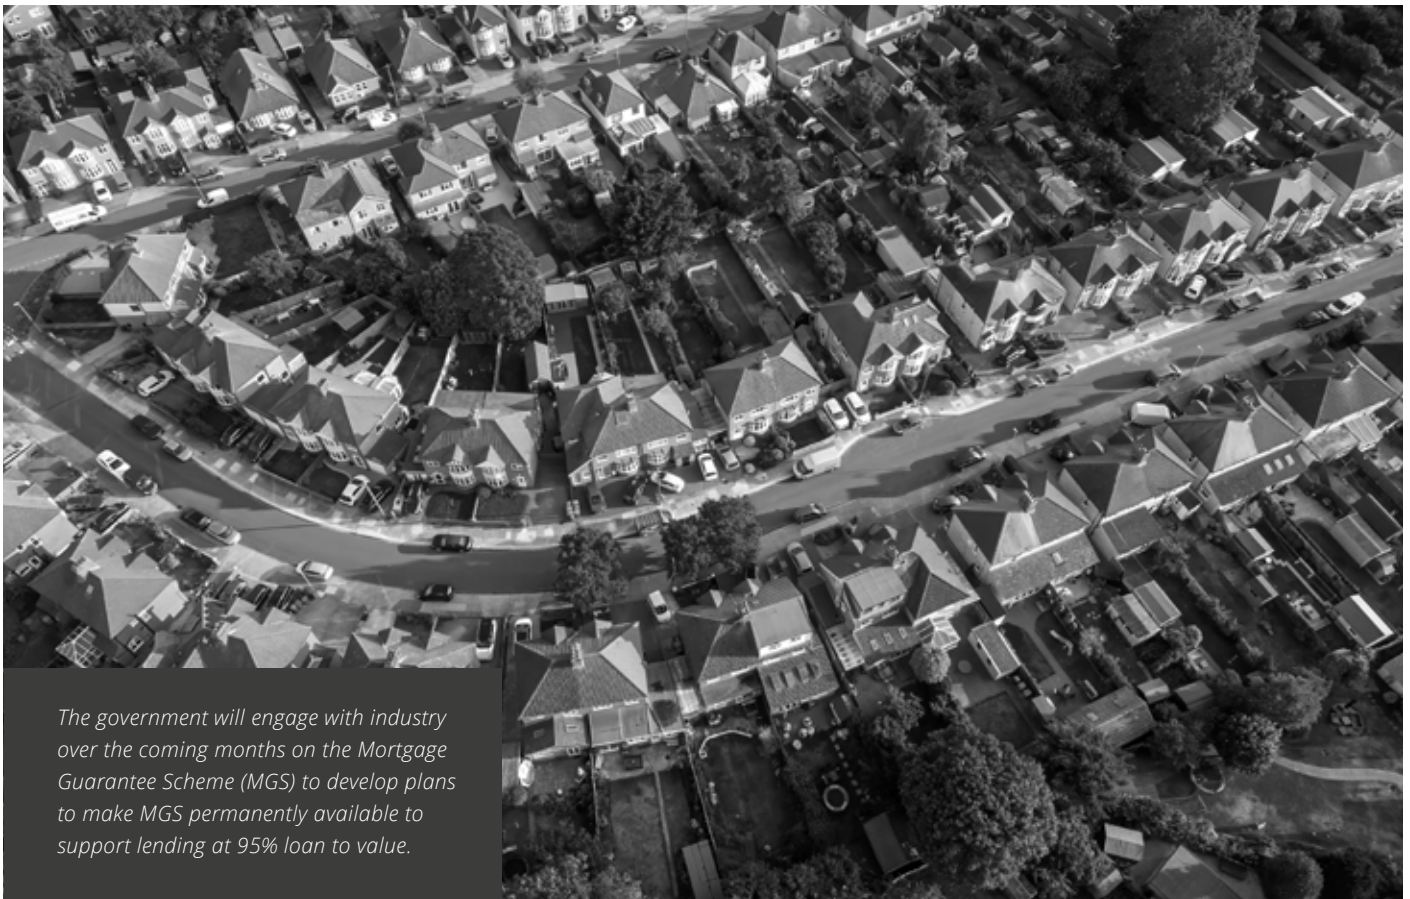 The government will engage with industry
over the coming months on the Mortgage
Guarantee Scheme (MGS) to develop plans
to make MGS permanently available to
support lending at 95% loan to value.